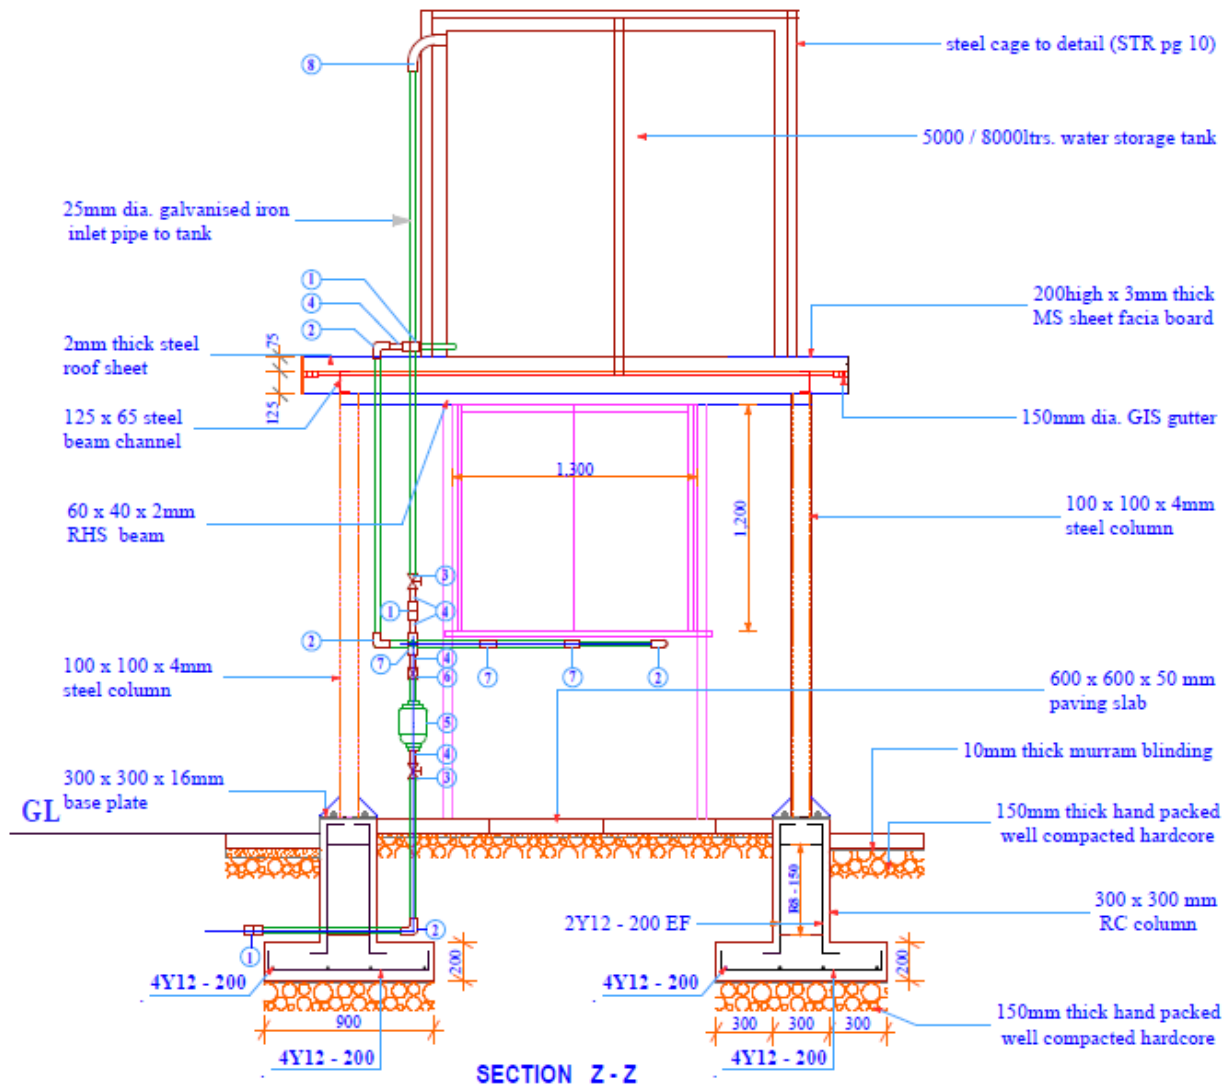 steel cage to detail (STR pg 10)
8
5000 / 8000ltrs. water storage tank
25mm dia. galvanised iron
inlet pipe to tank
1
4
2
200high x 3mm thick
MS sheet facia board
2mm thick steel
roof sheet
75
125
125 x 65 steel
beam channel
150mm dia. GIS gutter
1,300
60 x 40 x 2mm
RHS beam
1,200
100 x 100 x 4mm
steel column
3
1
4
2
7
4
6
7
7
2
100 x 100 x 4mm
steel column
600 x 600 x 50 mm
paving slab
5
4
3
10mm thick murram blinding
300 x 300 x 16mm
base plate
GL
150mm thick hand packed
well compacted hardcore
R8 - 150
300 x 300 mm
RC column
2Y12 - 200 EF
2
1
200
200
4Y12 - 200
4Y12 - 200
900
300
300
300
150mm thick hand packed
well compacted hardcore
4Y12 - 200
4Y12 - 200
SECTION Z - Z